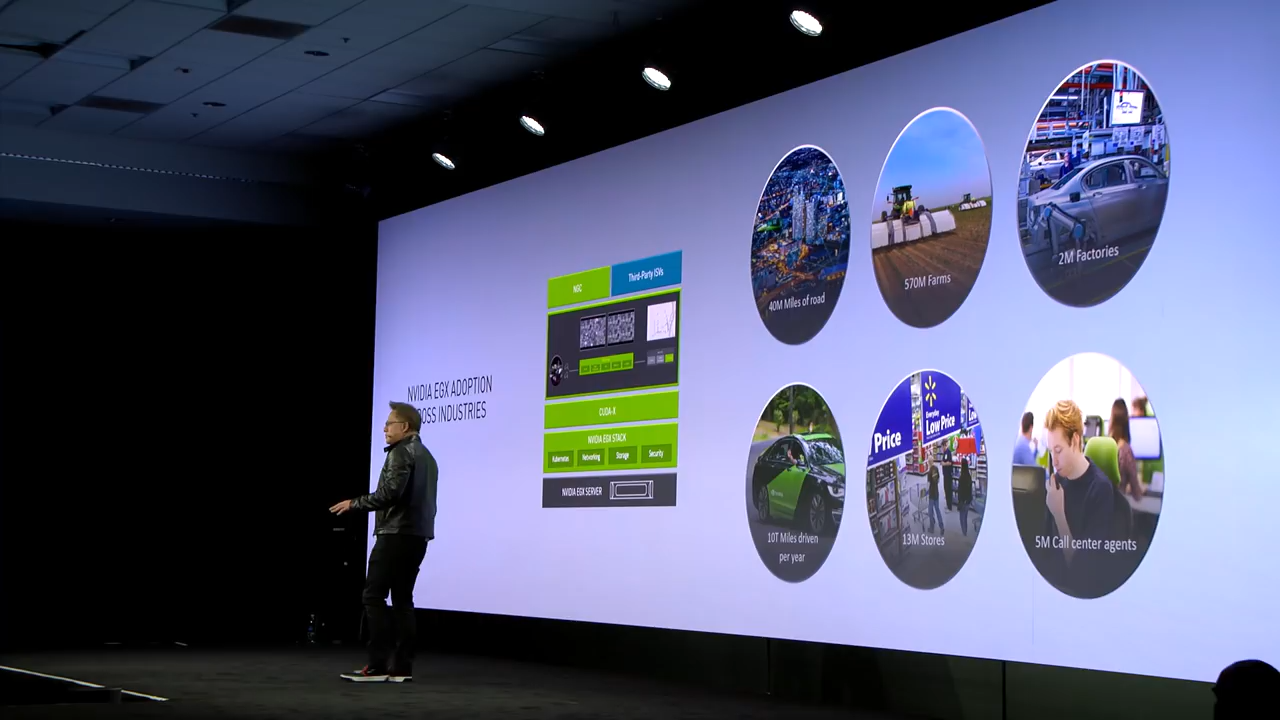 NVIDIA EGX ADOPTION
OSS INDUSTRIES
NGC
Third-Party ISVs
CUDA-X
NVIDIA EGX STACK
Kubernetes
Networking
Storage
Security
NVIDIA EGX SERVER
40M Miles of road
570M Farms
2M Factories
10T Miles driven
per year
Price
Everyday
Low Price
Low
13M Stores
5M Call center agents